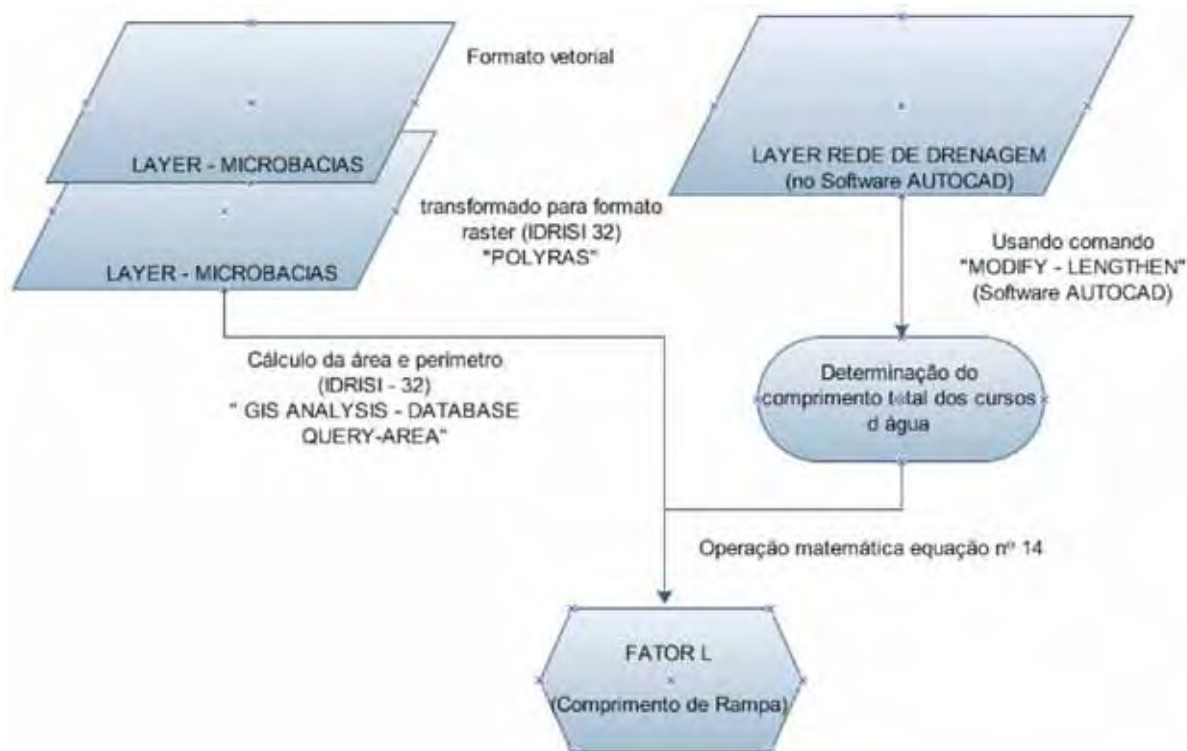 Formato vetorial
LAYER - MICROBACIAS
transformado para formato
raster (IDRISI 32)
"POLYRAS"
LAYER - MICROBACIAS
Cálculo da área e perimetro
(IDRISI - 32)
" GIS ANALYSIS - DATABASE
QUERY-AREA"
LAYER REDE DE DRENAGEM
(no Software AUTOCAD)
Usando comando
"MODIFY - LENGTHEN"
(Software AUTOCAD)
Determinação do
comprimento total dos cursos
d água
Operação matemática equação nº 14
FATOR L
(Comprimento de Rampa)